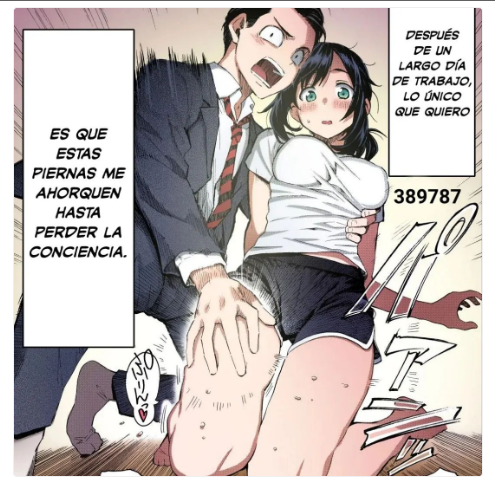 DESPUÉS
DE UN
LARGO DÍA
DE TRABAJO,
LO ÚNICO
QUE QUIERO
ES QUE
ESTAS
PIERNAS ME
AHORQUEN
HASTA
PERDER LA
CONCIENCIA.
389787